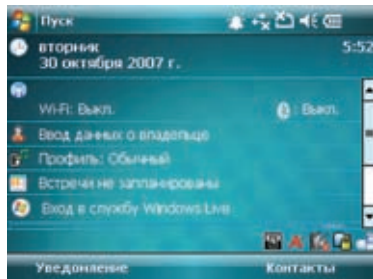 Пуск
вторник 5:52
30 октября 2007 г.
Wi-Fi: Выкл. : Выкл.
Ввод данных о владельце
Профиль: Обычный
Встречи не запланированы
Вход в службу Windows Live
Уведомление Контакты